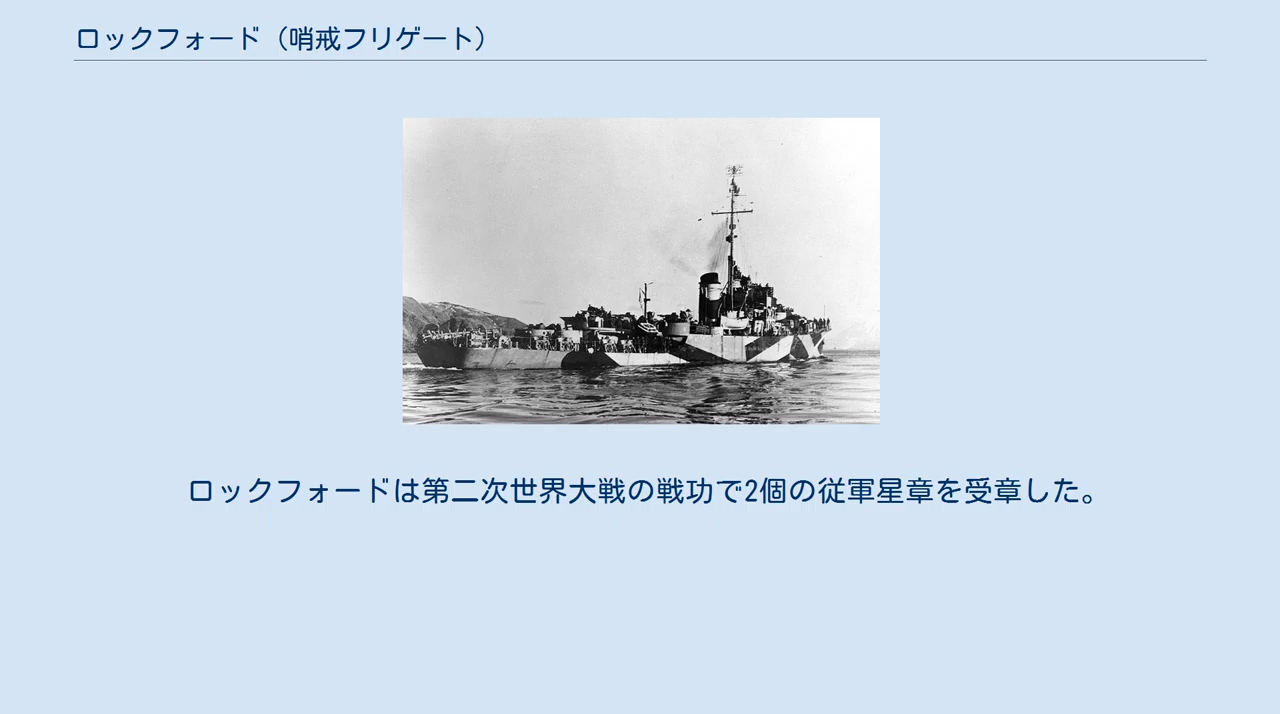 ロックフォード（哨戒フリゲート）
ロックフォードは第二次世界大戦の戦功で2個の従軍星章を受章した。